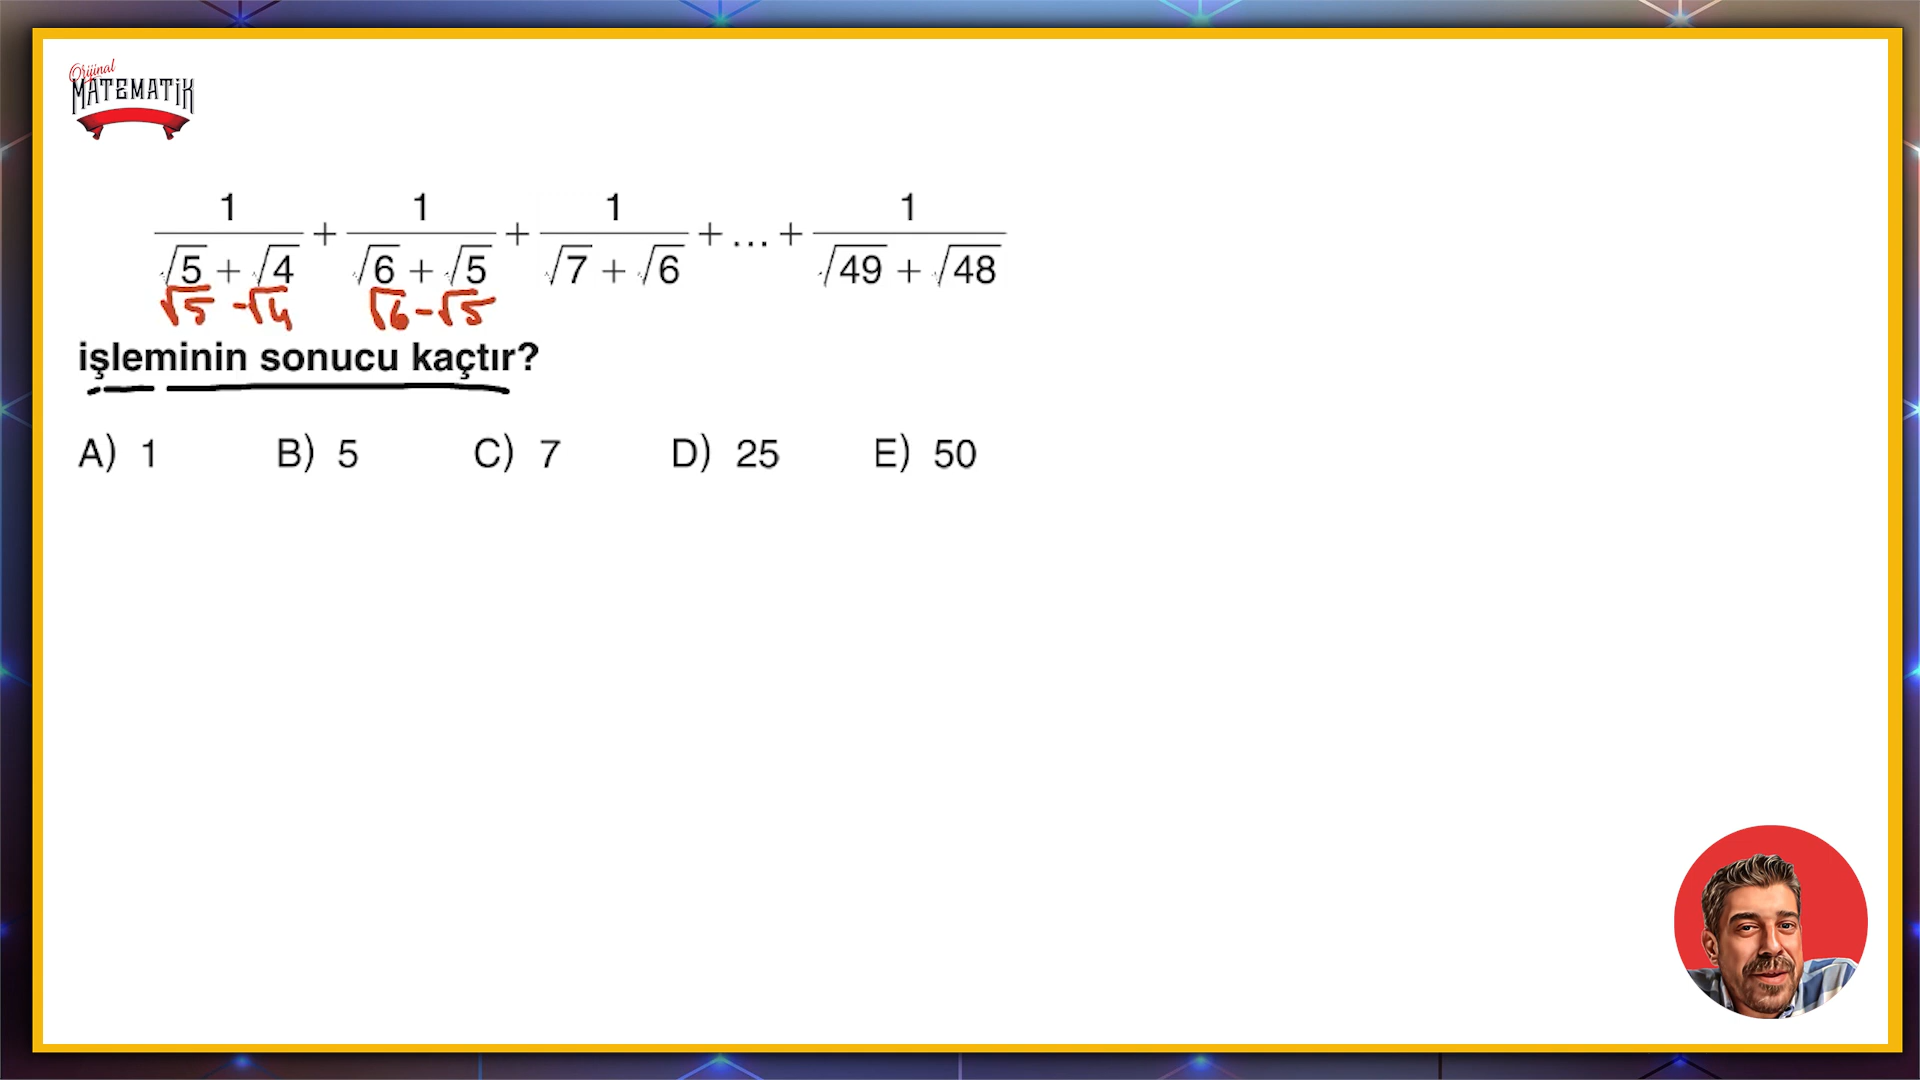 Orijinal
MATEMATİK
1/(√5 + √4) + 1/(√6 + √5) + 1/(√7 + √6) + ... + 1/(√49 + √48)
√5 - √4 √6 - √5
işleminin sonucu kaçtır?
A) 1 B) 5 C) 7 D) 25 E) 50